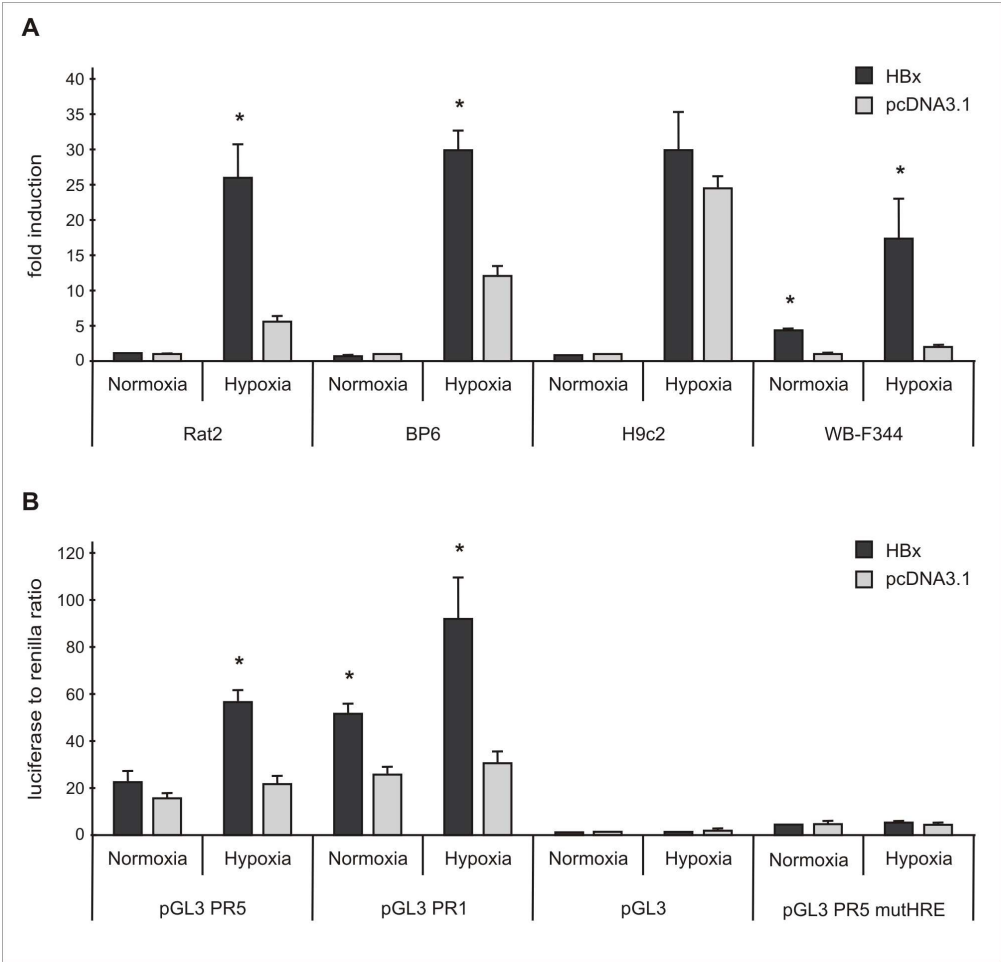 A
HBx
pcDNA3.1
fold induction
40
35
30
25
20
15
10
5
0
* * * *
Normoxia Hypoxia Normoxia Hypoxia Normoxia Hypoxia Normoxia Hypoxia
Rat2 BP6 H9c2 WB-F344
B
HBx
pcDNA3.1
luciferase to renilla ratio
120
100
80
60
40
20
0
* * *
Normoxia Hypoxia Normoxia Hypoxia Normoxia Hypoxia Normoxia Hypoxia
pGL3 PR5 pGL3 PR1 pGL3 pGL3 PR5 mutHRE